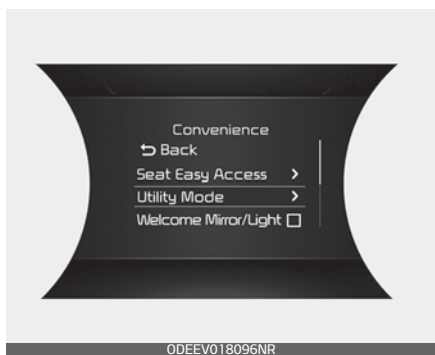 Convenience
Back
Seat Easy Access >
Utility Mode >
Welcome Mirror/Light
ODEEV018096NR